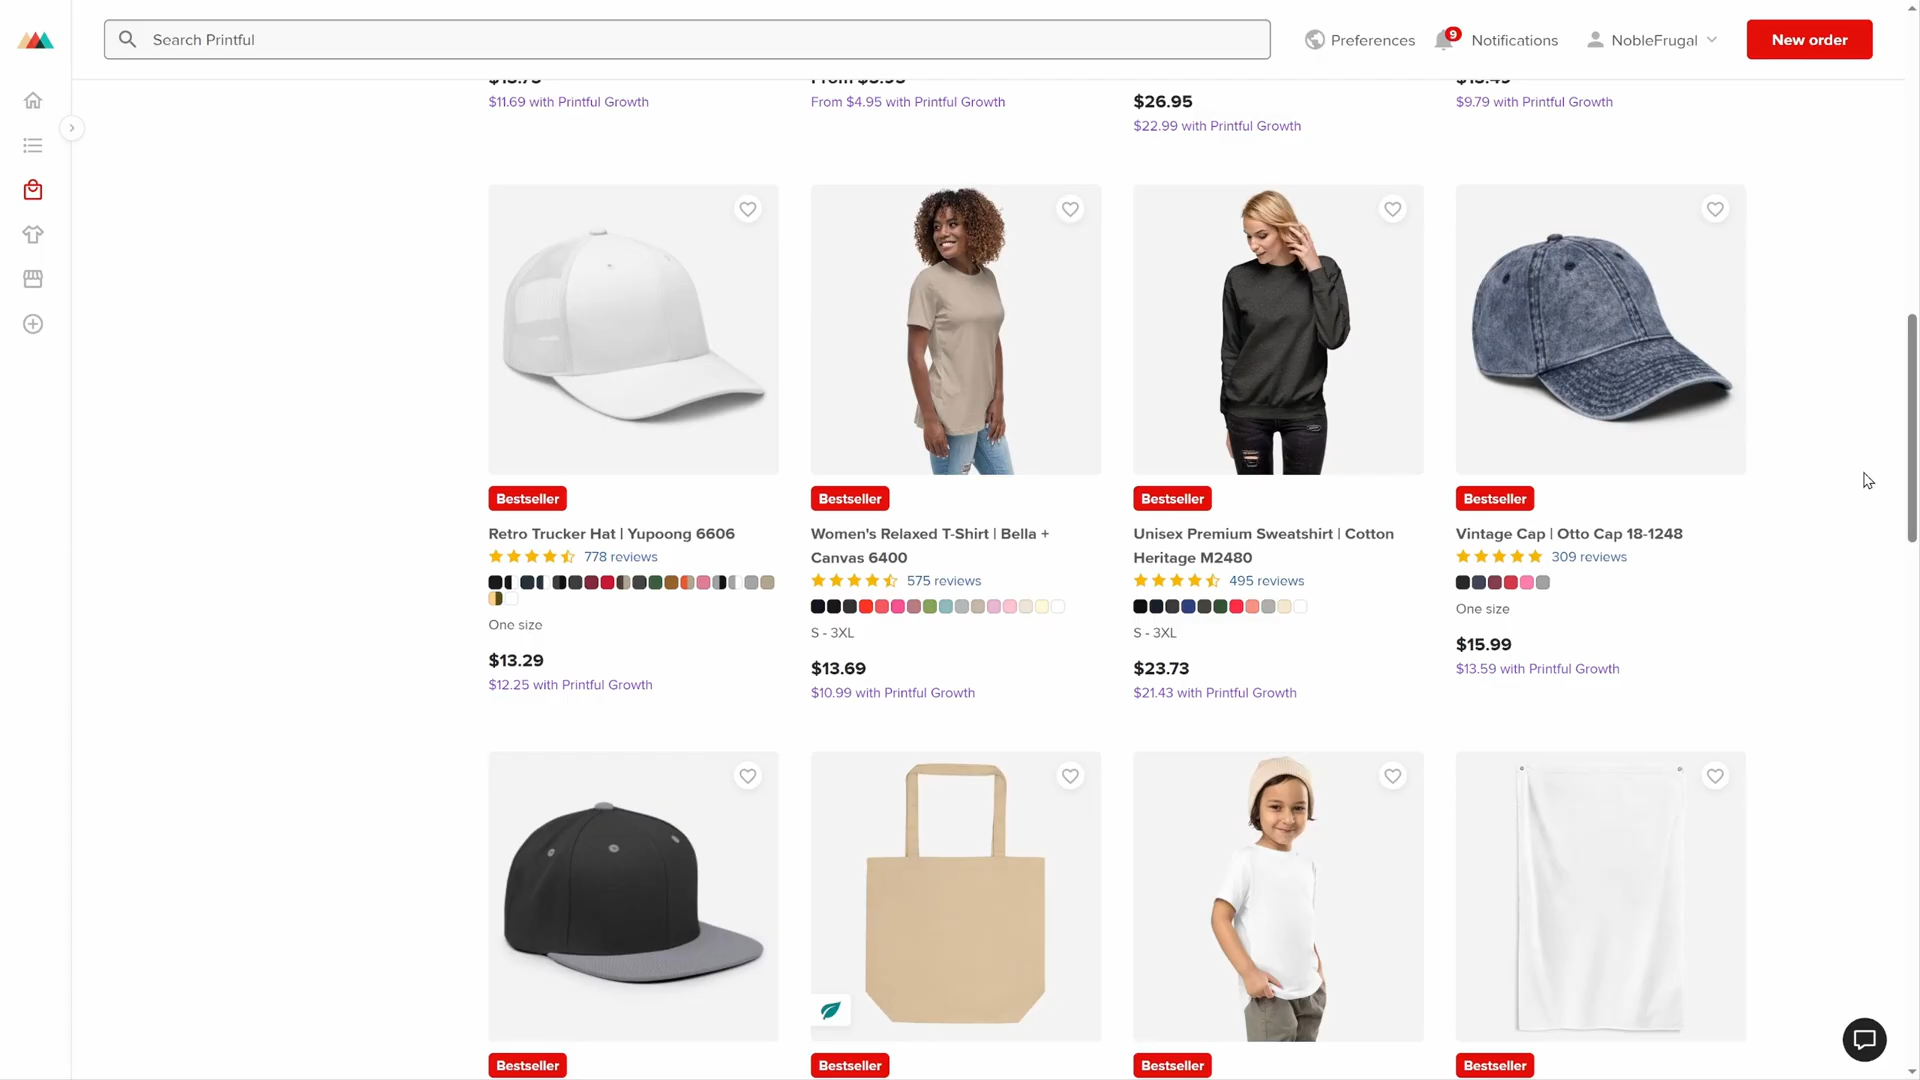 Search Printful
Preferences
9
Notifications
NobleFrugal
New order
$11.69 with Printful Growth
From $4.95 with Printful Growth
$26.95
$22.99 with Printful Growth
$9.79 with Printful Growth
Bestseller
Retro Trucker Hat | Yupoong 6606
778 reviews
One size
$13.29
$12.25 with Printful Growth
Bestseller
Women's Relaxed T-Shirt | Bella +
Canvas 6400
575 reviews
S - 3XL
$13.69
$10.99 with Printful Growth
Bestseller
Unisex Premium Sweatshirt | Cotton
Heritage M2480
495 reviews
S - 3XL
$23.73
$21.43 with Printful Growth
Bestseller
Vintage Cap | Otto Cap 18-1248
309 reviews
One size
$15.99
$13.59 with Printful Growth
Bestseller
Bestseller
Bestseller
Bestseller